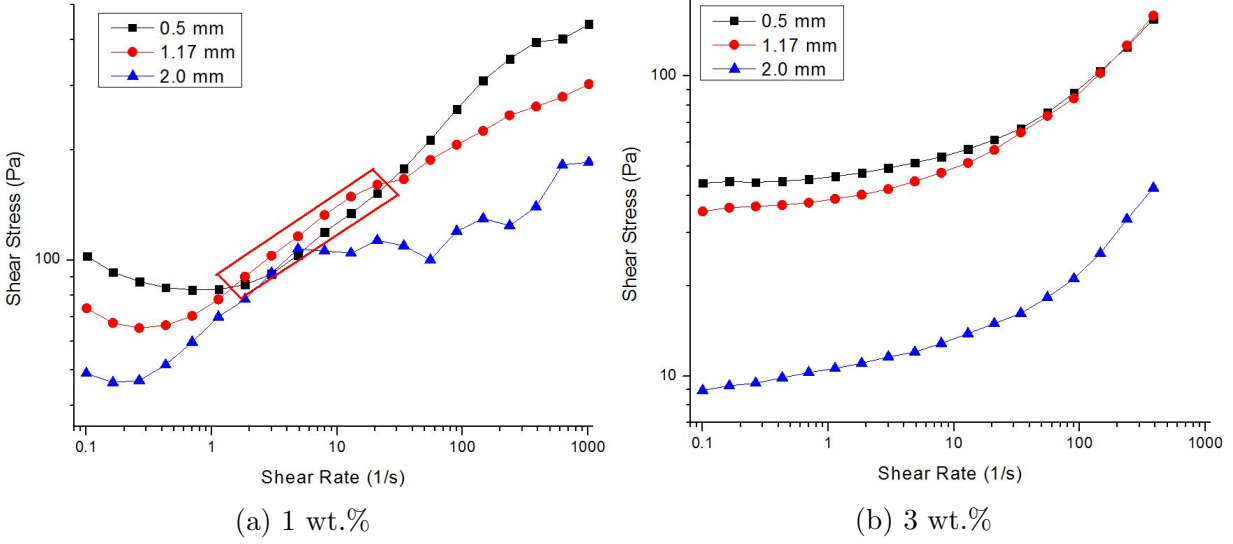 0.5 mm
1.17 mm
2.0 mm
Shear Stress (Pa)
100
0.1 1 10 100 1000
Shear Rate (1/s)
(a) 1 wt.%
0.5 mm
1.17 mm
2.0 mm
Shear Stress (Pa)
100
10
0.1 1 10 100 1000
Shear Rate (1/s)
(b) 3 wt.%